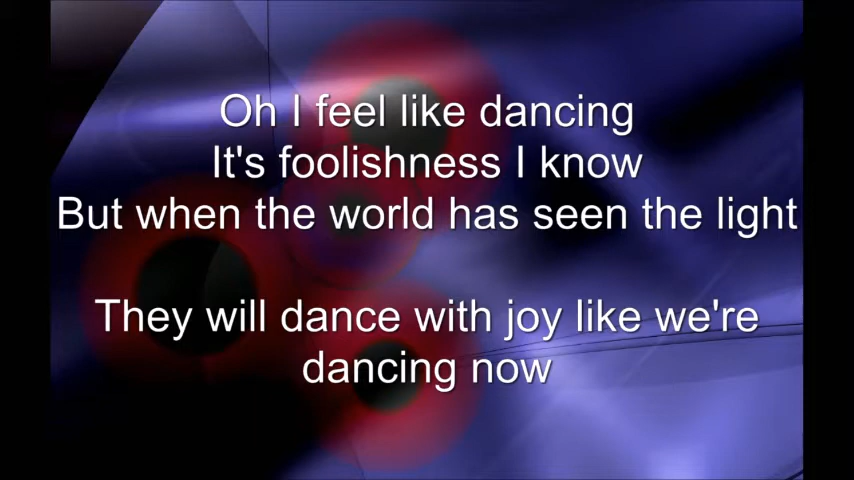 Oh I feel like dancing
It's foolishness I know
But when the world has seen the light
They will dance with joy like we're
dancing now